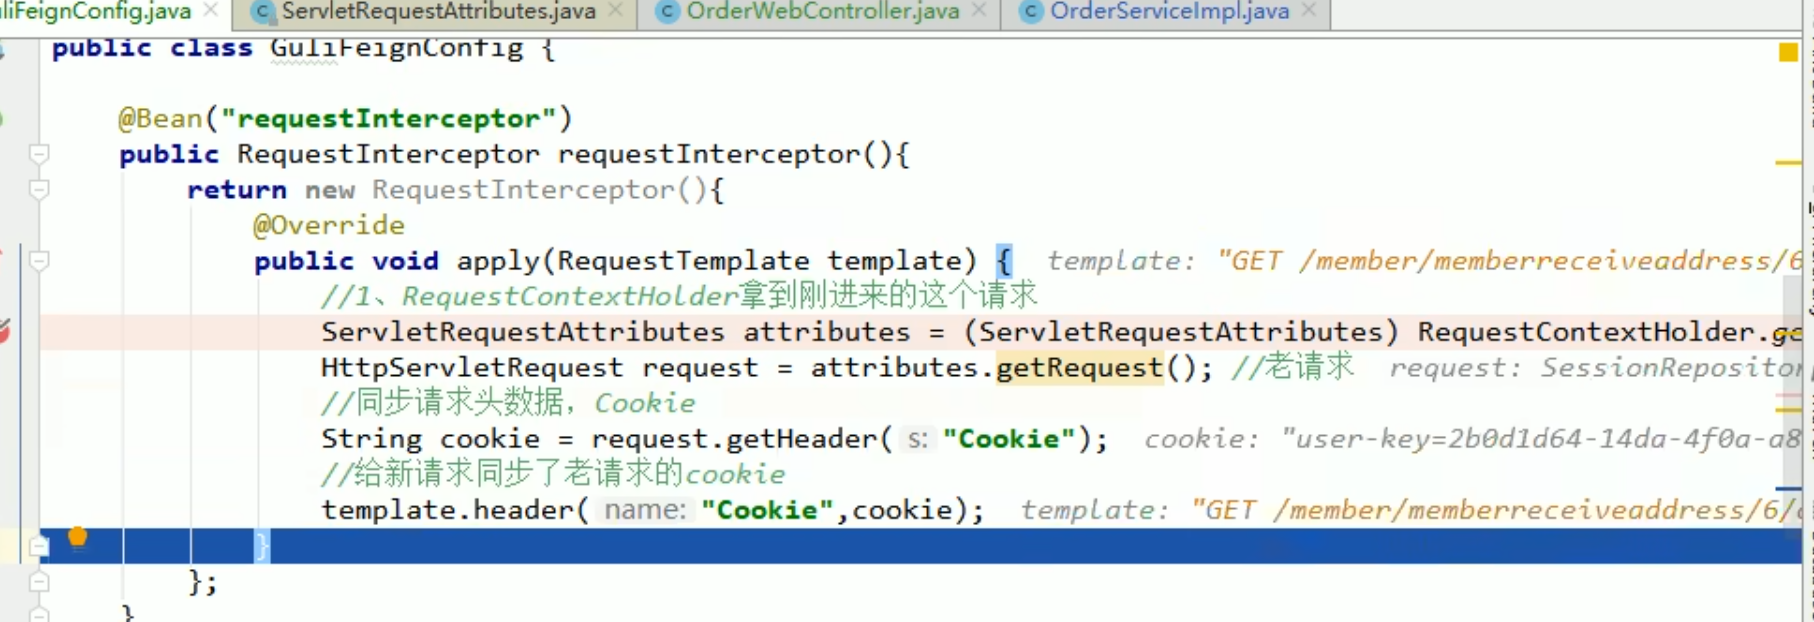 uliFeignConfig.java ServletRequestAttributes.java OrderWebController.java OrderServiceImpl.java
public class GuliFeignConfig {
@Bean("requestInterceptor")
public RequestInterceptor requestInterceptor(){
return new RequestInterceptor(){
@Override
public void apply(RequestTemplate template) { template: "GET /member/memberreceiveaddress/6
//1、RequestContextHolder拿到刚进来的这个请求
ServletRequestAttributes attributes = (ServletRequestAttributes) RequestContextHolder.ge
HttpServletRequest request = attributes.getRequest(); //老请求 request: SessionRepositor
//同步请求头数据，Cookie
String cookie = request.getHeader( s: "Cookie"); cookie: "user-key=2b0d1d64-14da-4f0a-a8
//给新请求同步了老请求的cookie
template.header( name: "Cookie",cookie); template: "GET /member/memberreceiveaddress/6/
}
};
}